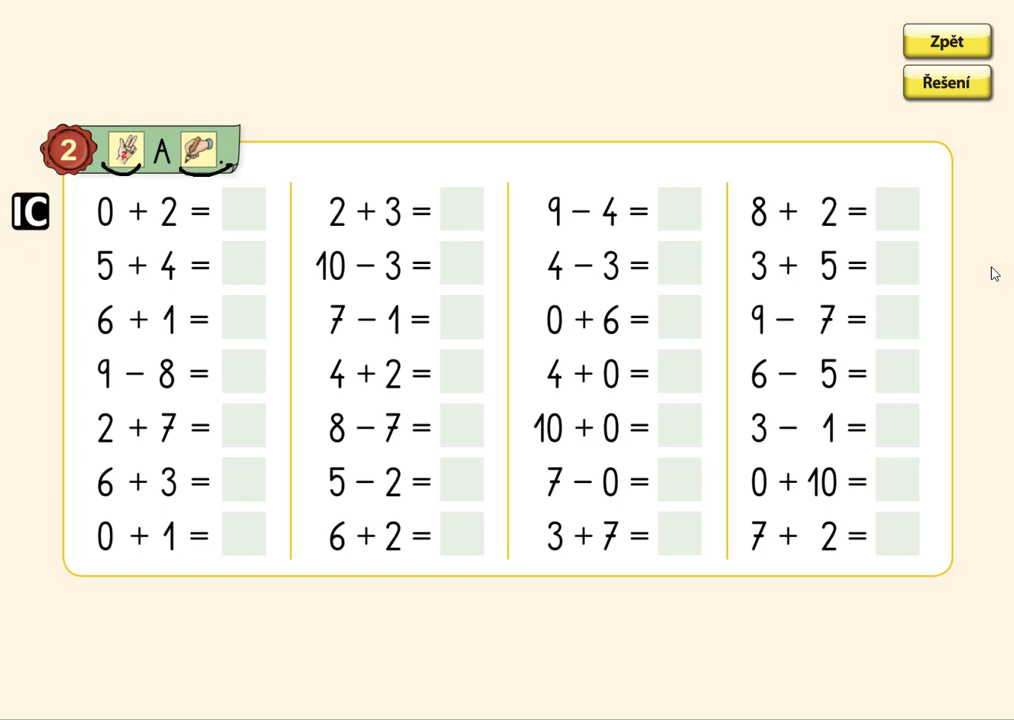 Zpět
Řešení
2 A .
IC
0 + 2 =
5 + 4 =
6 + 1 =
9 - 8 =
2 + 7 =
6 + 3 =
0 + 1 =
2 + 3 =
10 - 3 =
7 - 1 =
4 + 2 =
8 - 7 =
5 - 2 =
6 + 2 =
9 - 4 =
4 - 3 =
0 + 6 =
4 + 0 =
10 + 0 =
7 - 0 =
3 + 7 =
8 + 2 =
3 + 5 =
9 - 7 =
6 - 5 =
3 - 1 =
0 + 10 =
7 + 2 =